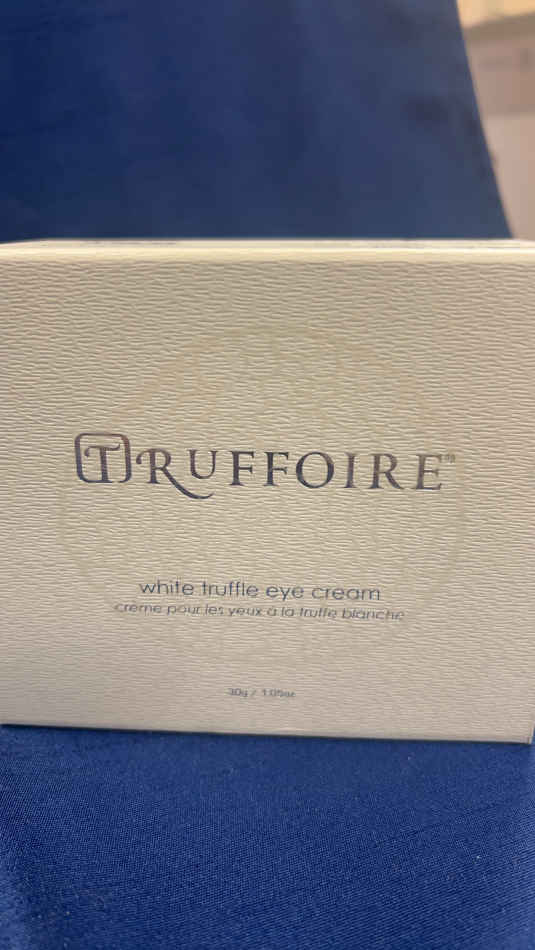 TRUFFOIRE®
white truffle eye cream
crème pour les yeux à la truffe blanche
30g / 1.05oz